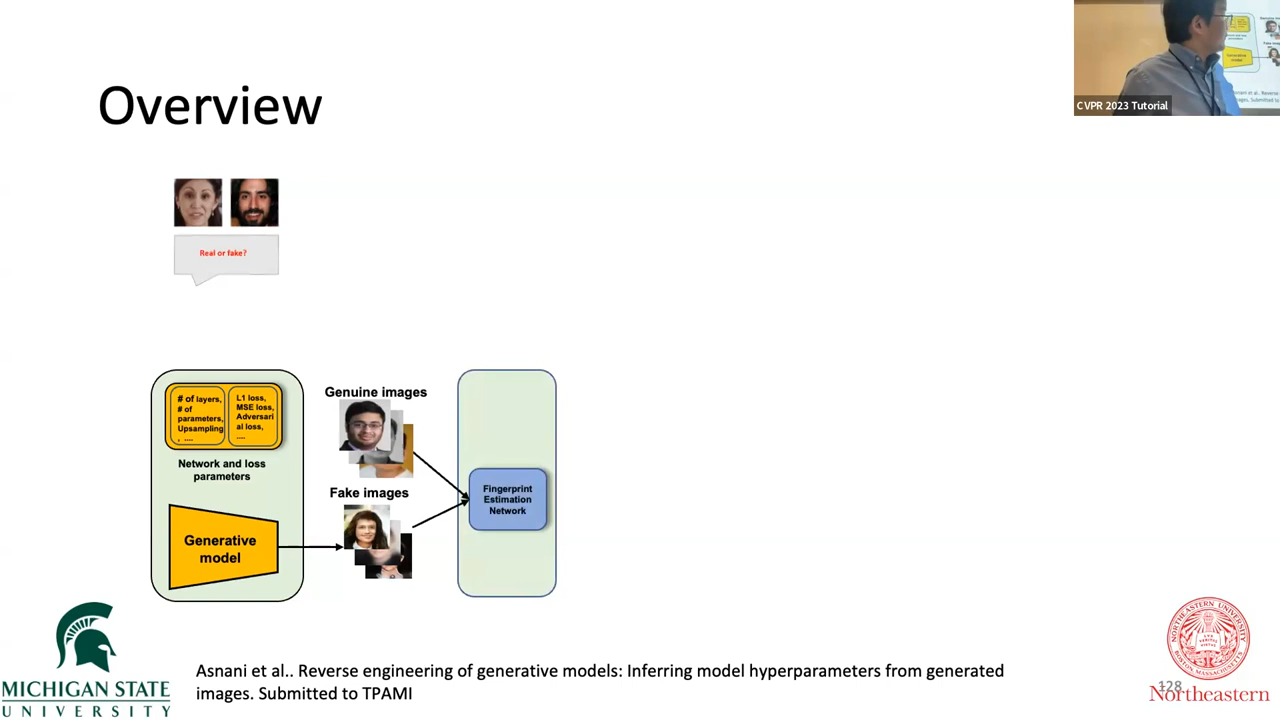 Overview
CVPR 2023 Tutorial
Real or fake?
# of layers,
# of
parameters,
Upsampling
, ....
L1 loss,
MSE loss,
Adversari
al loss,
....
Network and loss
parameters
Generative
model
Genuine images
Fake images
Fingerprint
Estimation
Network
MICHIGAN STATE
UNIVERSITY
Asnani et al.. Reverse engineering of generative models: Inferring model hyperparameters from generated
images. Submitted to TPAMI
128
Northeastern